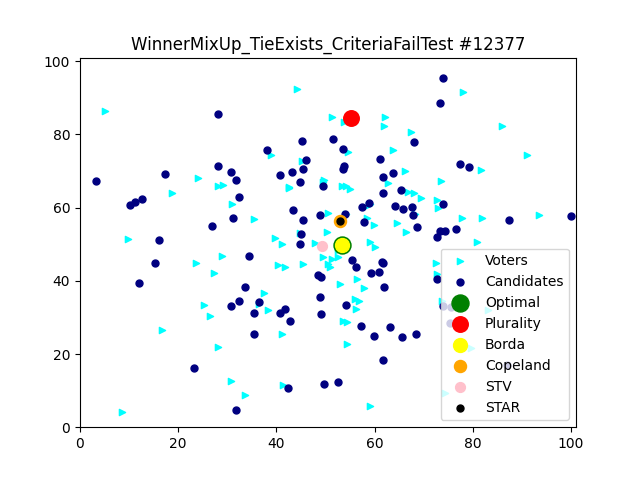 WinnerMixUp_TieExists_CriteriaFailTest #12377
100
80
60
40
20
0
0 20 40 60 80 100
Voters
Candidates
Optimal
Plurality
Borda
Copeland
STV
STAR